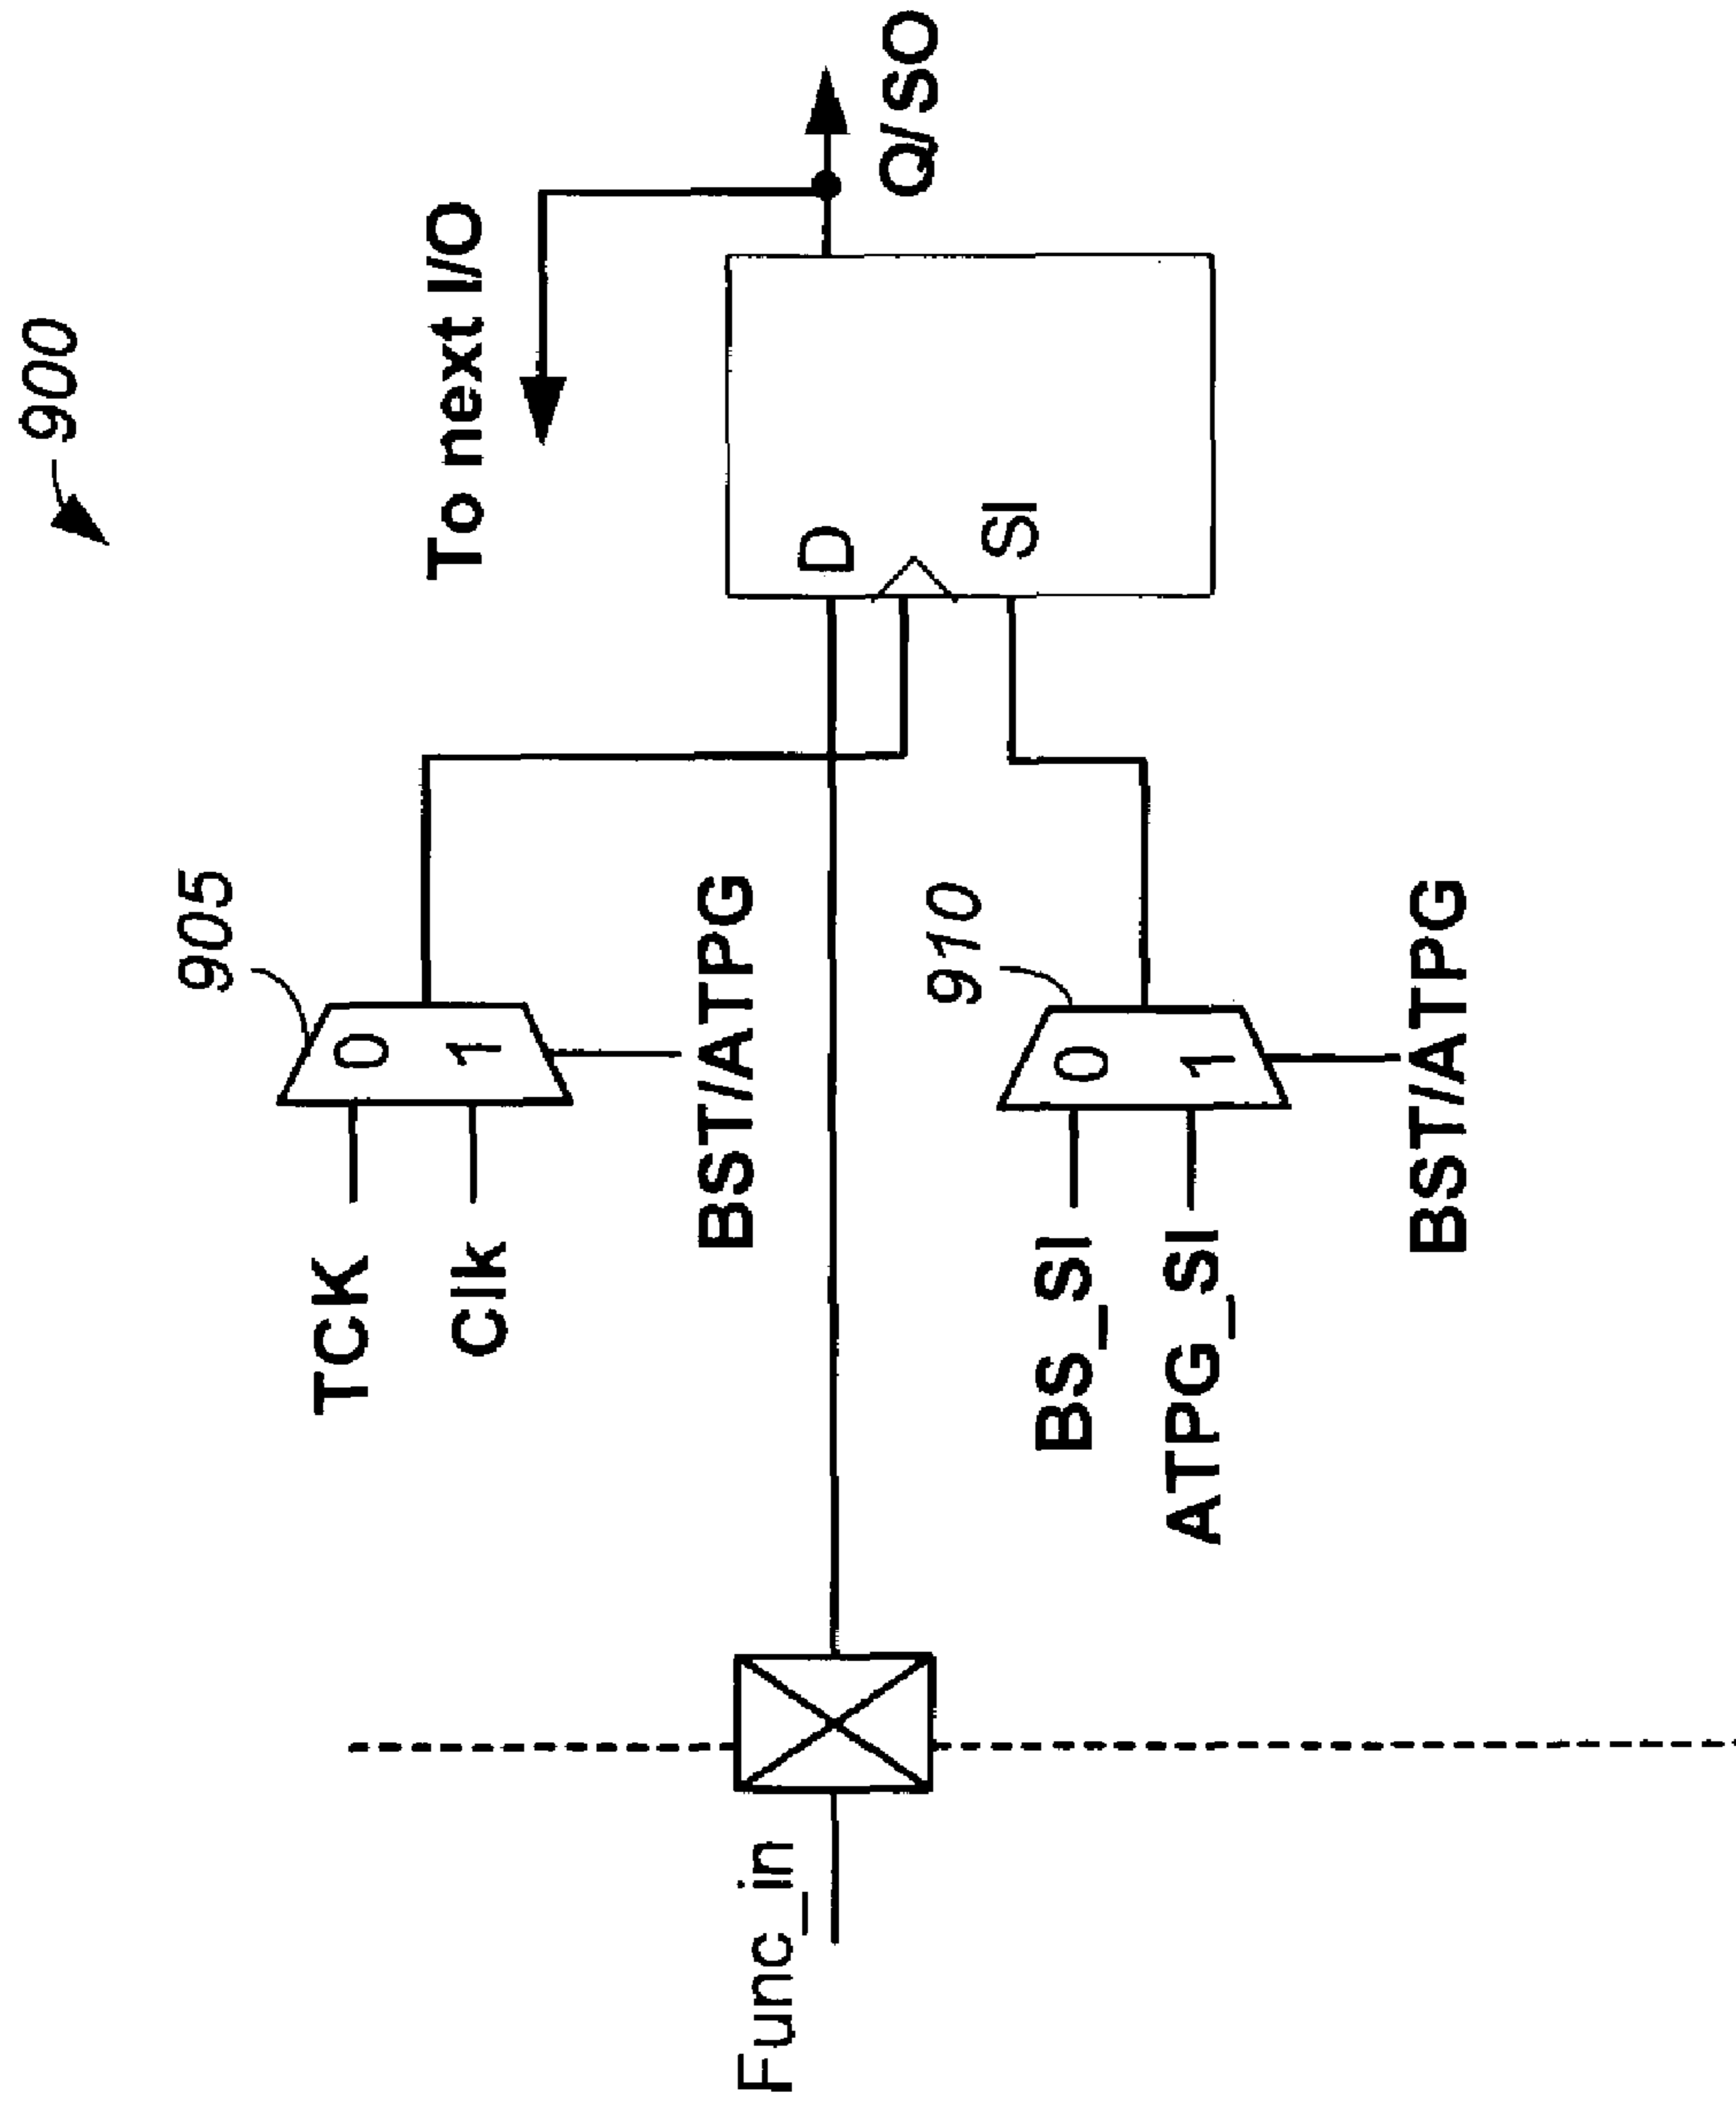 900
To next I/O
Q/SO
905
TCK
0
Clk
1
BST/ATPG
D
SI
Func_in
910
BS_SI
0
ATPG_SI
1
BST/ATPG